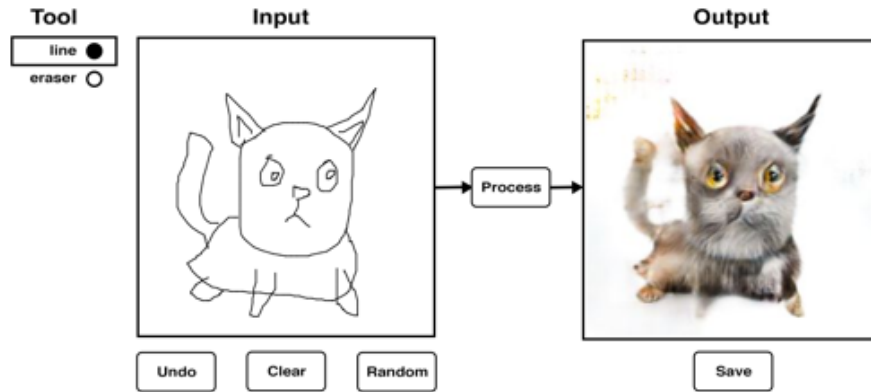 Tool
Input
Output
line
eraser
Process
Undo
Clear
Random
Save